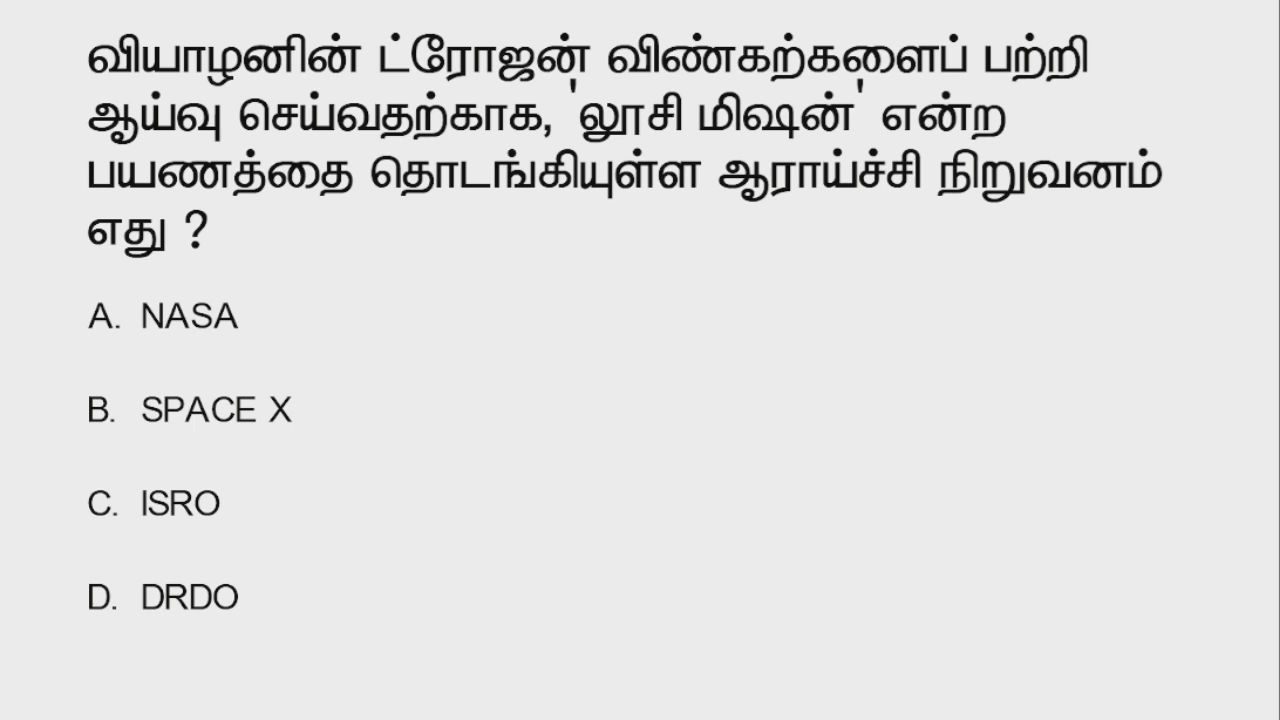 வியாழனின் ட்ரோஜன் விண்கற்களைப் பற்றி
ஆய்வு செய்வதற்காக, 'லூசி மிஷன்' என்ற
பயணத்தை தொடங்கியுள்ள ஆராய்ச்சி நிறுவனம்
எது ?
A. NASA
B. SPACE X
C. ISRO
D. DRDO